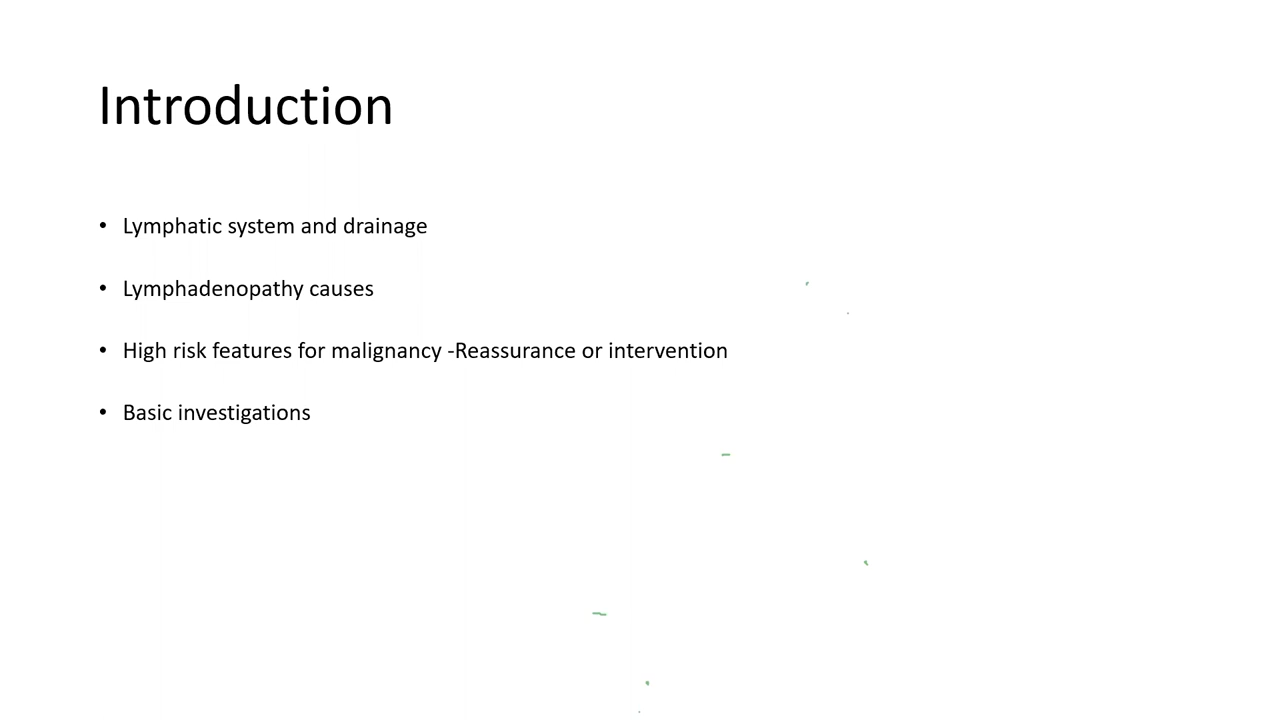 Introduction
• Lymphatic system and drainage
• Lymphadenopathy causes
• High risk features for malignancy -Reassurance or intervention
• Basic investigations